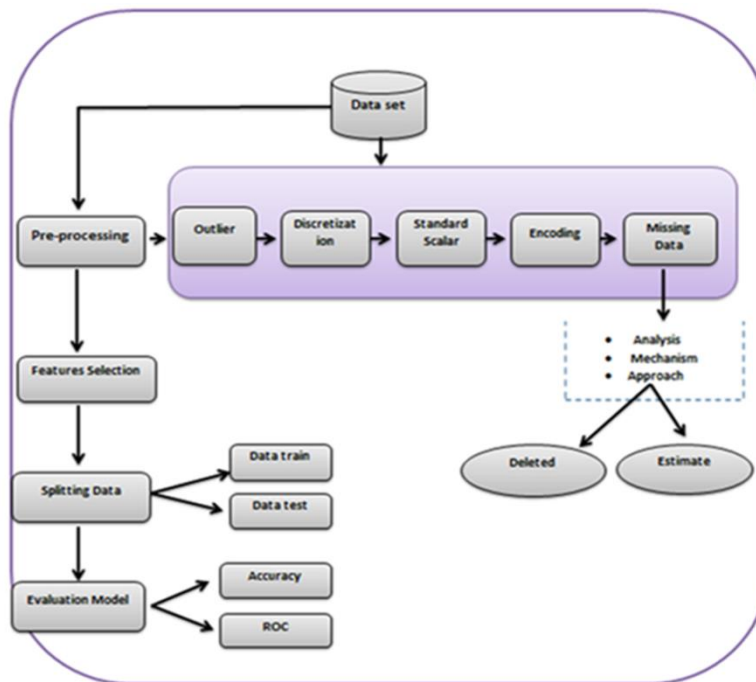 Data set
Pre-processing
Outlier
Discretizat
ion
Standard
Scalar
Encoding
Missing
Data
• Analysis
• Mechanism
• Approach
Features Selection
Deleted
Estimate
Splitting Data
Data train
Data test
Evaluation Model
Accuracy
ROC